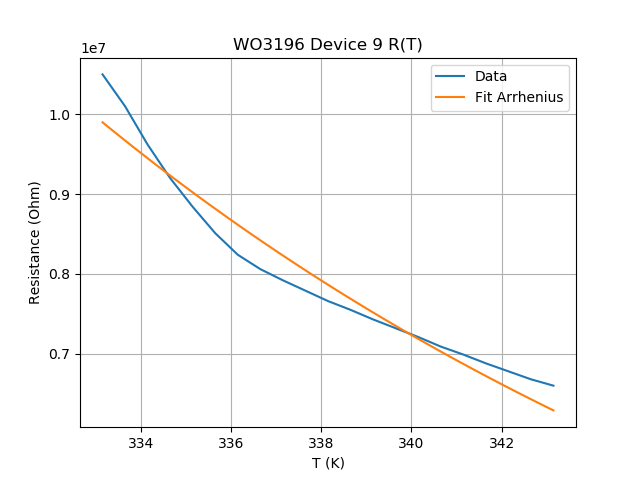 WO3196 Device 9 R(T)
1e7
Data
Fit Arrhenius
1.0
0.9
0.8
0.7
Resistance (Ohm)
334 336 338 340 342
T (K)